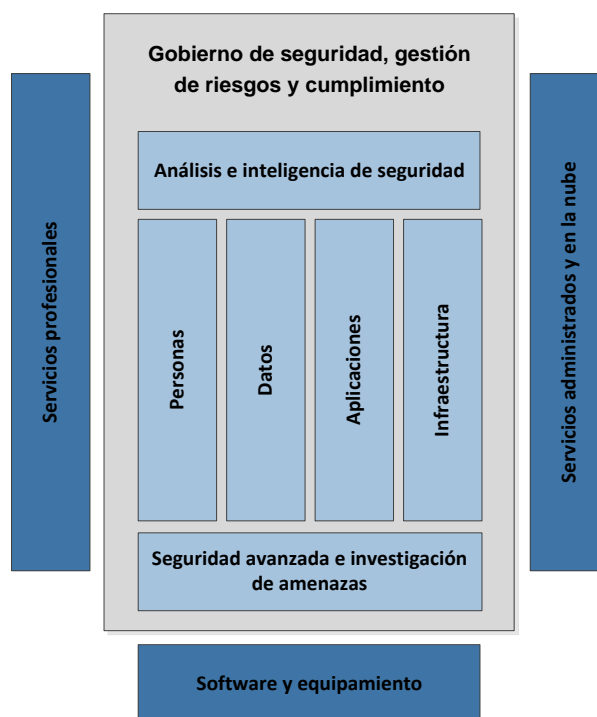 Gobierno de seguridad, gestión
de riesgos y cumplimiento
Análisis e inteligencia de seguridad
Servicios profesionales
Personas
Datos
Aplicaciones
Infraestructura
Servicios administrados y en la nube
Seguridad avanzada e investigación
de amenazas
Software y equipamiento